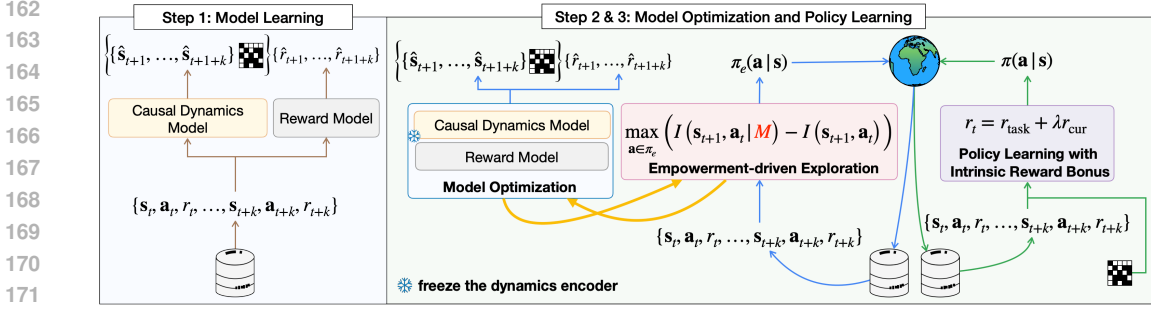 162
163
164
165
166
167
168
169
170
171
Step 1: Model Learning
{{ŝ_{t+1}, …, ŝ_{t+1+k}} } {r̂_{t+1}, …, r̂_{t+1+k}}
Causal Dynamics
Model
Reward Model
{s_t, a_t, r_t, …, s_{t+k}, a_{t+k}, r_{t+k}}
Step 2 & 3: Model Optimization and Policy Learning
{{ŝ_{t+1}, …, ŝ_{t+1+k}} } {r̂_{t+1}, …, r̂_{t+1+k}}
Causal Dynamics Model
Reward Model
Model Optimization
π_e(a | s)
max_{a∈π_e} (I(s_{t+1}, a_t | M) − I(s_{t+1}, a_t))
Empowerment-driven Exploration
{s_t, a_t, r_t, …, s_{t+k}, a_{t+k}, r_{t+k}}
π(a | s)
r_t = r_task + λr_cur
Policy Learning with
Intrinsic Reward Bonus
{s_t, a_t, r_t, …, s_{t+k}, a_{t+k}, r_{t+k}}
freeze the dynamics encoder